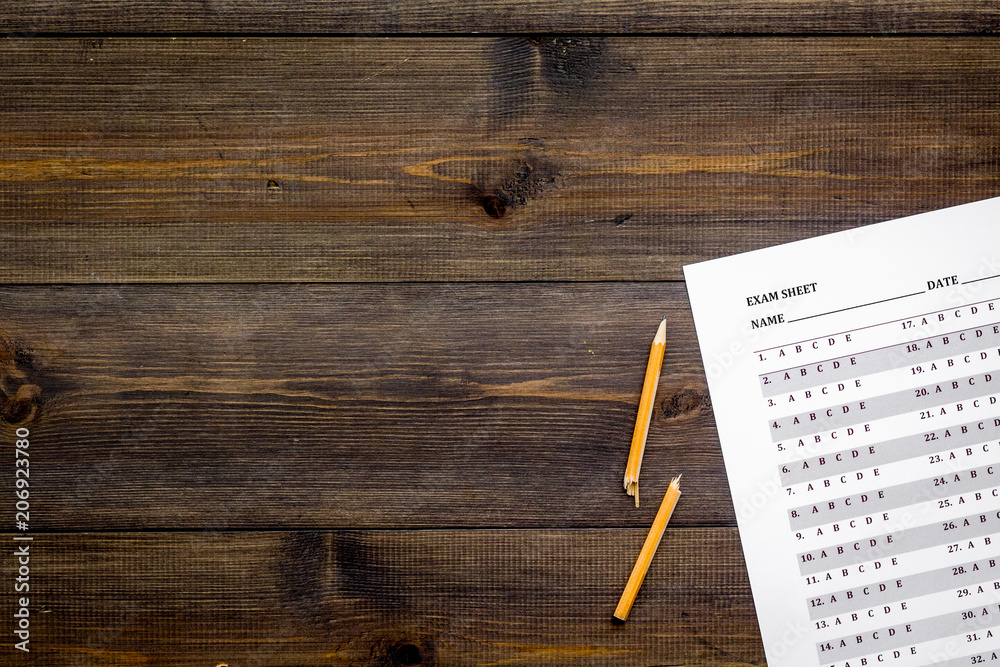 EXAM SHEET
NAME DATE
1. A B C D E 17. A B C D E
2. A B C D E 18. A B C D E
3. A B C D E 19. A B C D E
4. A B C D E 20. A B C D E
5. A B C D E 21. A B C D E
6. A B C D E 22. A B C D
7. A B C D E 23. A B C D
8. A B C D E 24. A B C D
9. A B C D E 25. A B C D
10. A B C D E 26. A B C D
11. A B C D E 27. A B C
12. A B C D E 28. A B C
13. A B C D E 29. A B C
14. A B C D E 30. A B C
A B C D E 31. A B
32. A B
Adobe Stock | #206923780